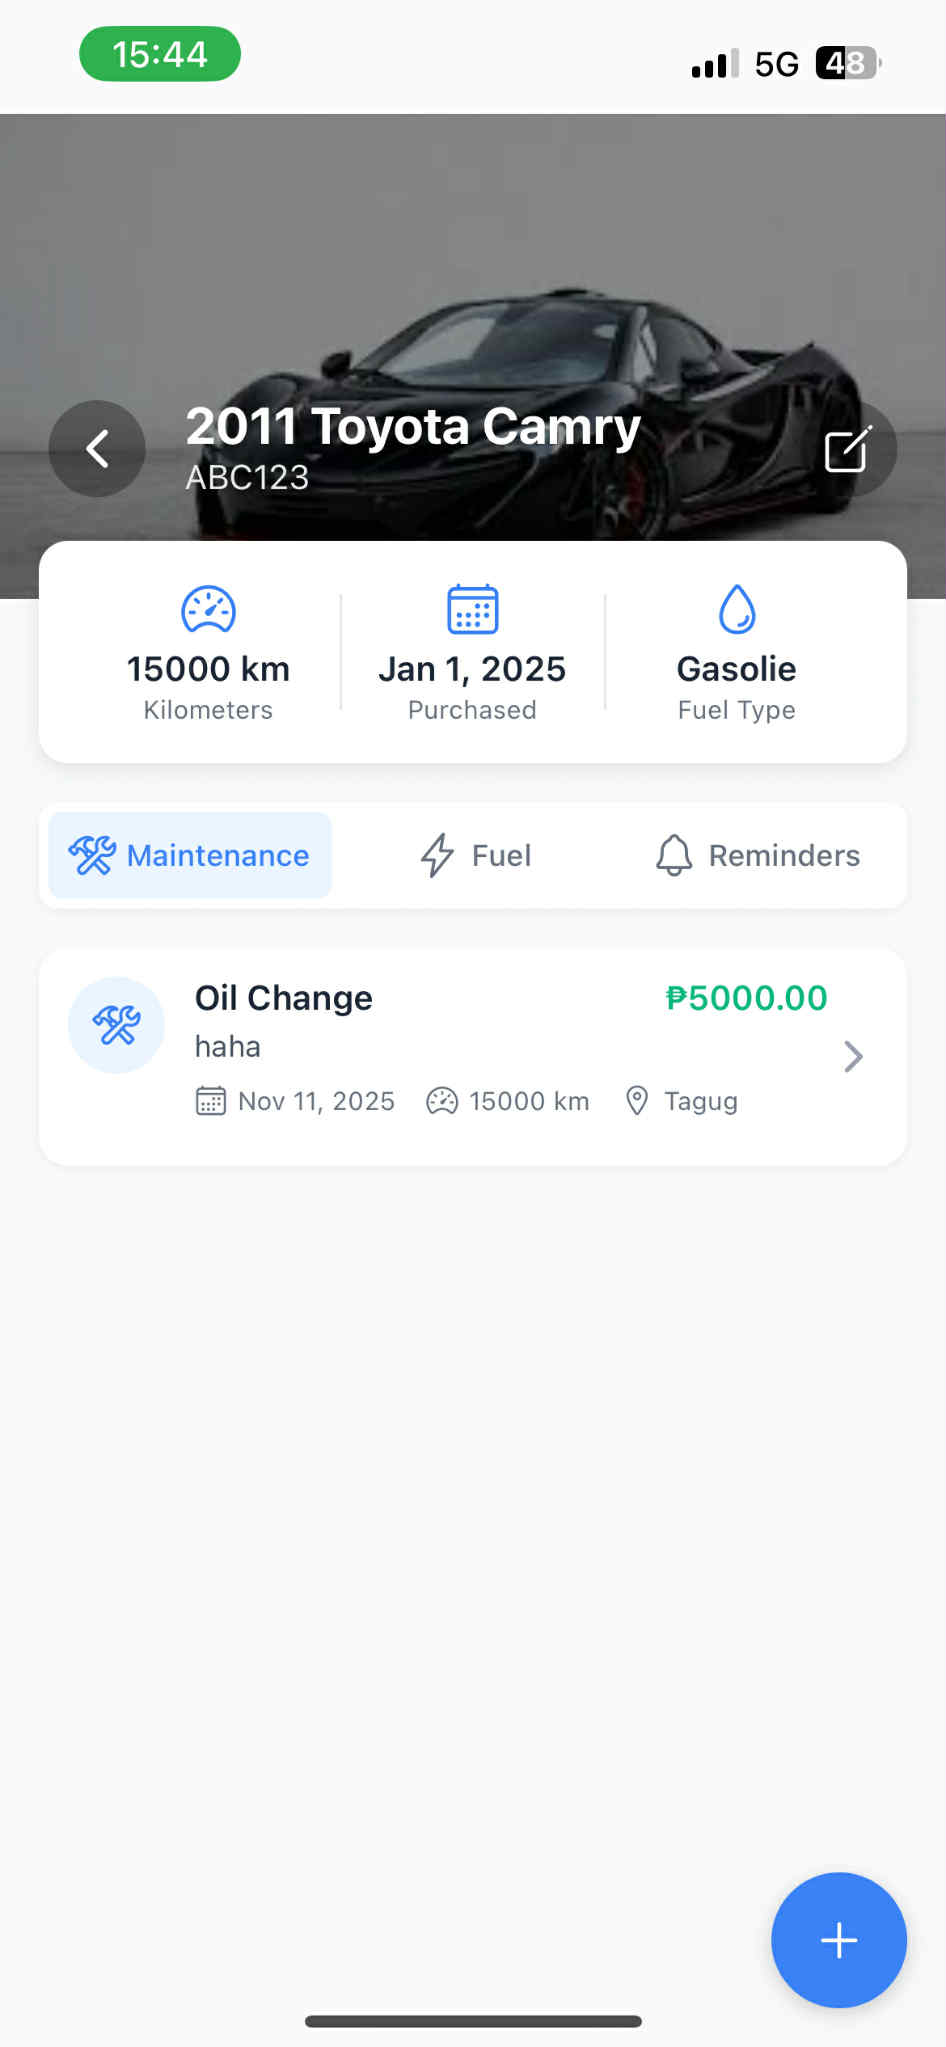 15:44
5G 48
2011 Toyota Camry
ABC123
15000 km
Kilometers
Jan 1, 2025
Purchased
Gasolie
Fuel Type
Maintenance
Fuel
Reminders
Oil Change
₱5000.00
haha
Nov 11, 2025 15000 km Tagug